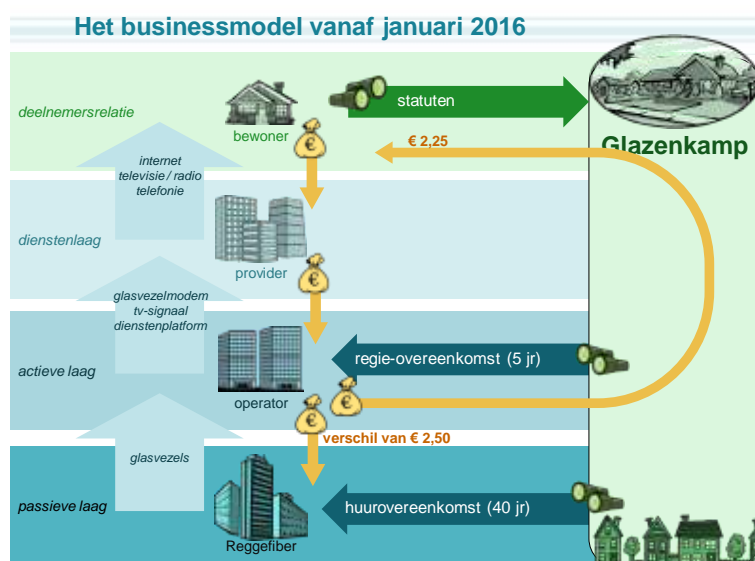 Het businessmodel vanaf januari 2016
deelnemersrelatie
bewoner
statuten
Glazenkamp
€
€ 2,25
internet
televisie / radio
telefonie
dienstenlaag
provider
€
glasvezelmodem
tv-signaal
dienstenplatform
actieve laag
operator
regie-overeenkomst (5 jr)
€
€
verschil van € 2,50
glasvezels
passieve laag
Reggefiber
huurovereenkomst (40 jr)